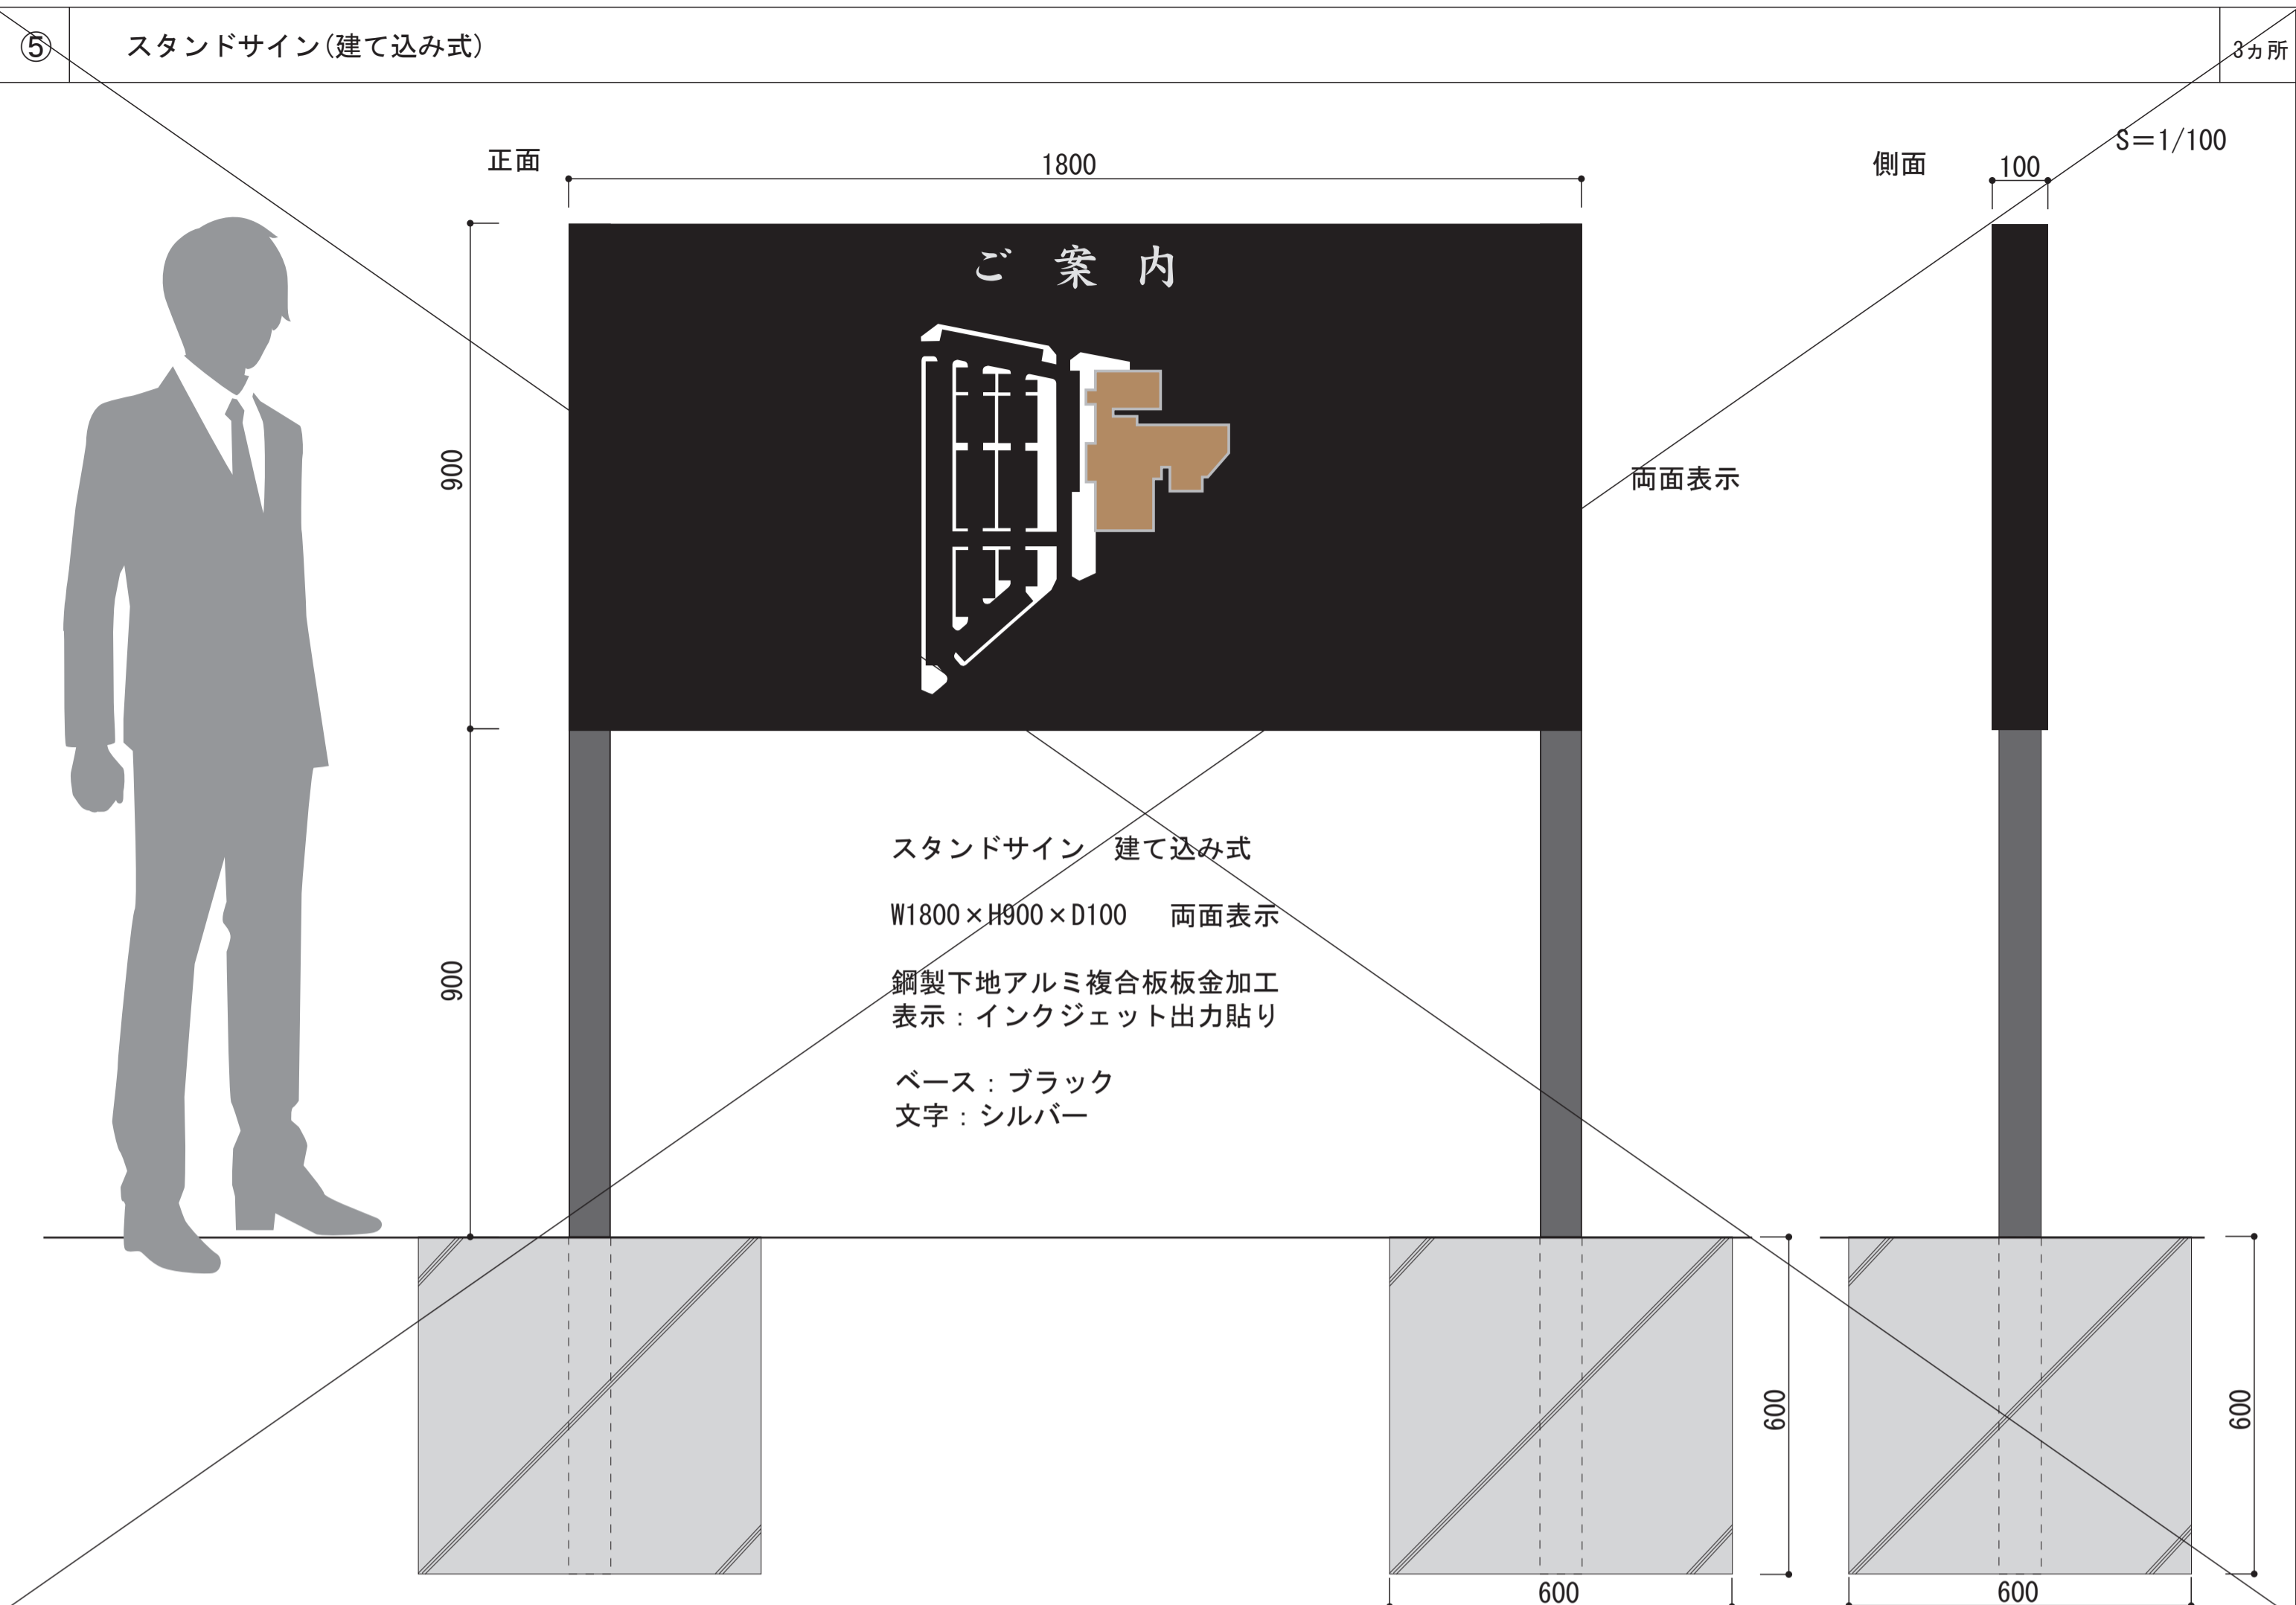 ⑤ スタンドサイン(建て込み式) 3ヵ所
S=1/100
正面
1800
側面
100
ご案内
900
両面表示
スタンドサイン　建て込み式
W1800×H900×D100　両面表示
900
鋼製下地アルミ複合板板金加工
表示：インクジェット出力貼り
ベース：ブラック
文字：シルバー
600
600
600
600